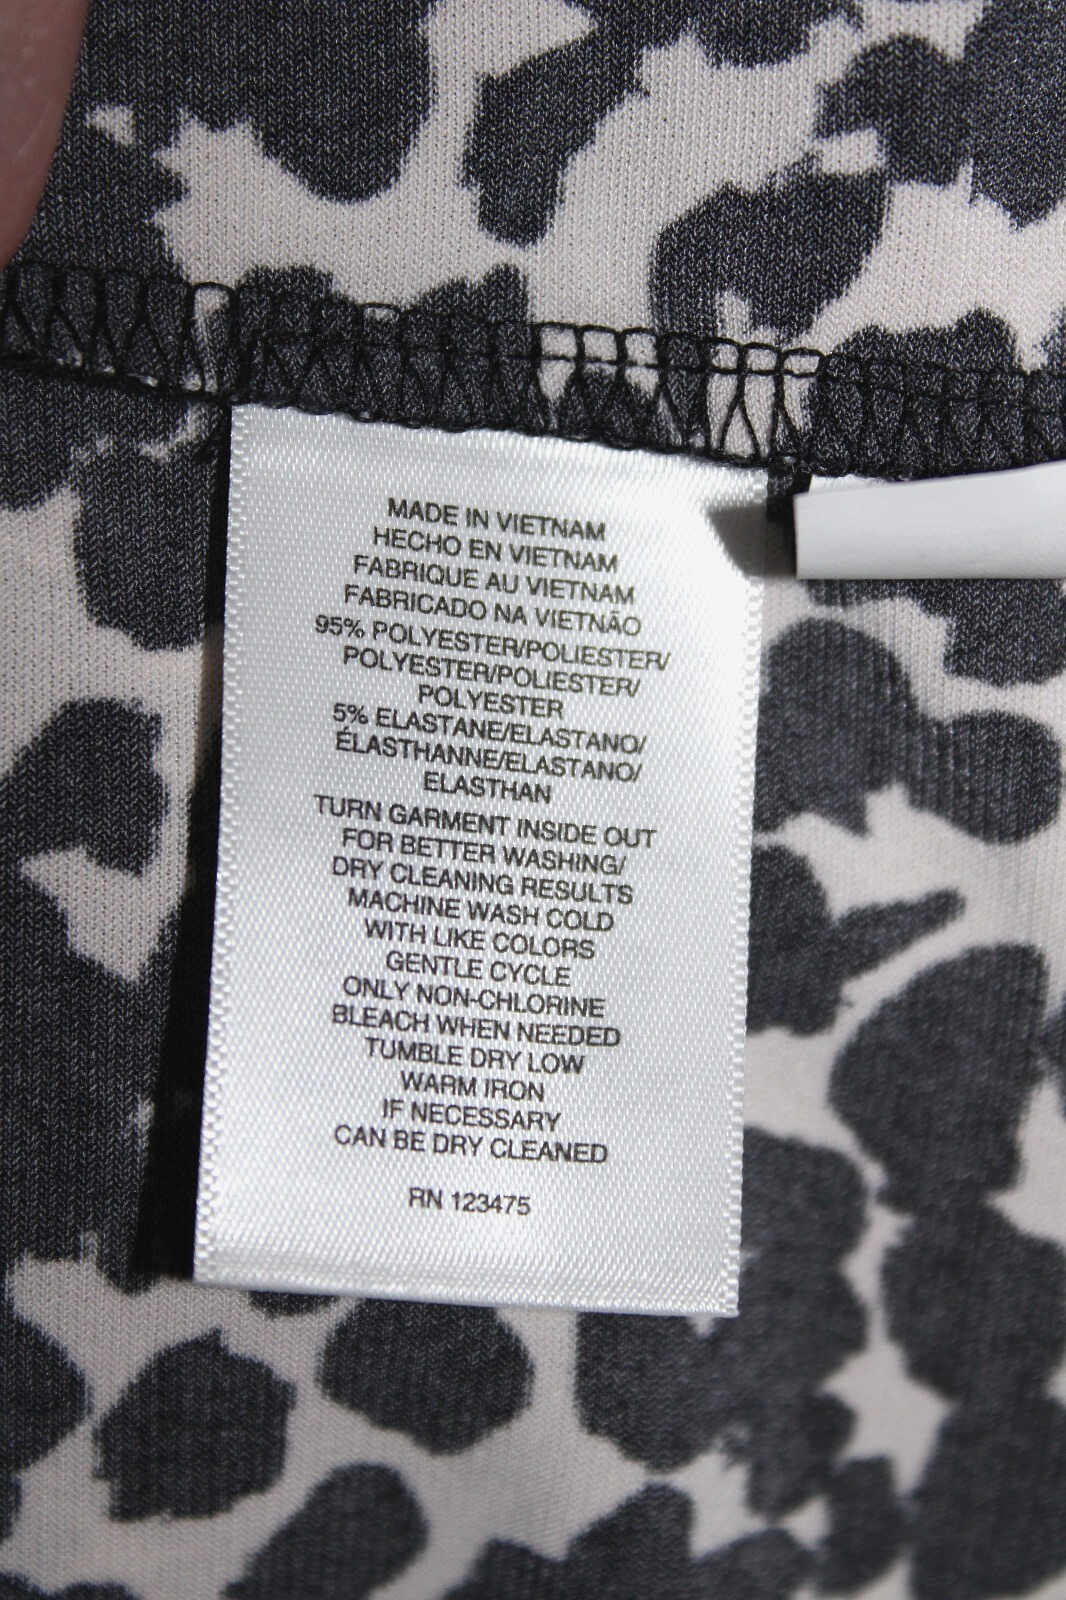 MADE IN VIETNAM
HECHO EN VIETNAM
FABRIQUE AU VIETNAM
FABRICADO NA VIETNÃO
95% POLYESTER/POLIESTER/
POLYESTER/POLIESTER/
POLYESTER
5% ELASTANE/ELASTANO/
ÉLASTHANNE/ELASTANO/
ELASTHAN
TURN GARMENT INSIDE OUT
FOR BETTER WASHING/
DRY CLEANING RESULTS
MACHINE WASH COLD
WITH LIKE COLORS
GENTLE CYCLE
ONLY NON-CHLORINE
BLEACH WHEN NEEDED
TUMBLE DRY LOW
WARM IRON
IF NECESSARY
CAN BE DRY CLEANED
RN 123475